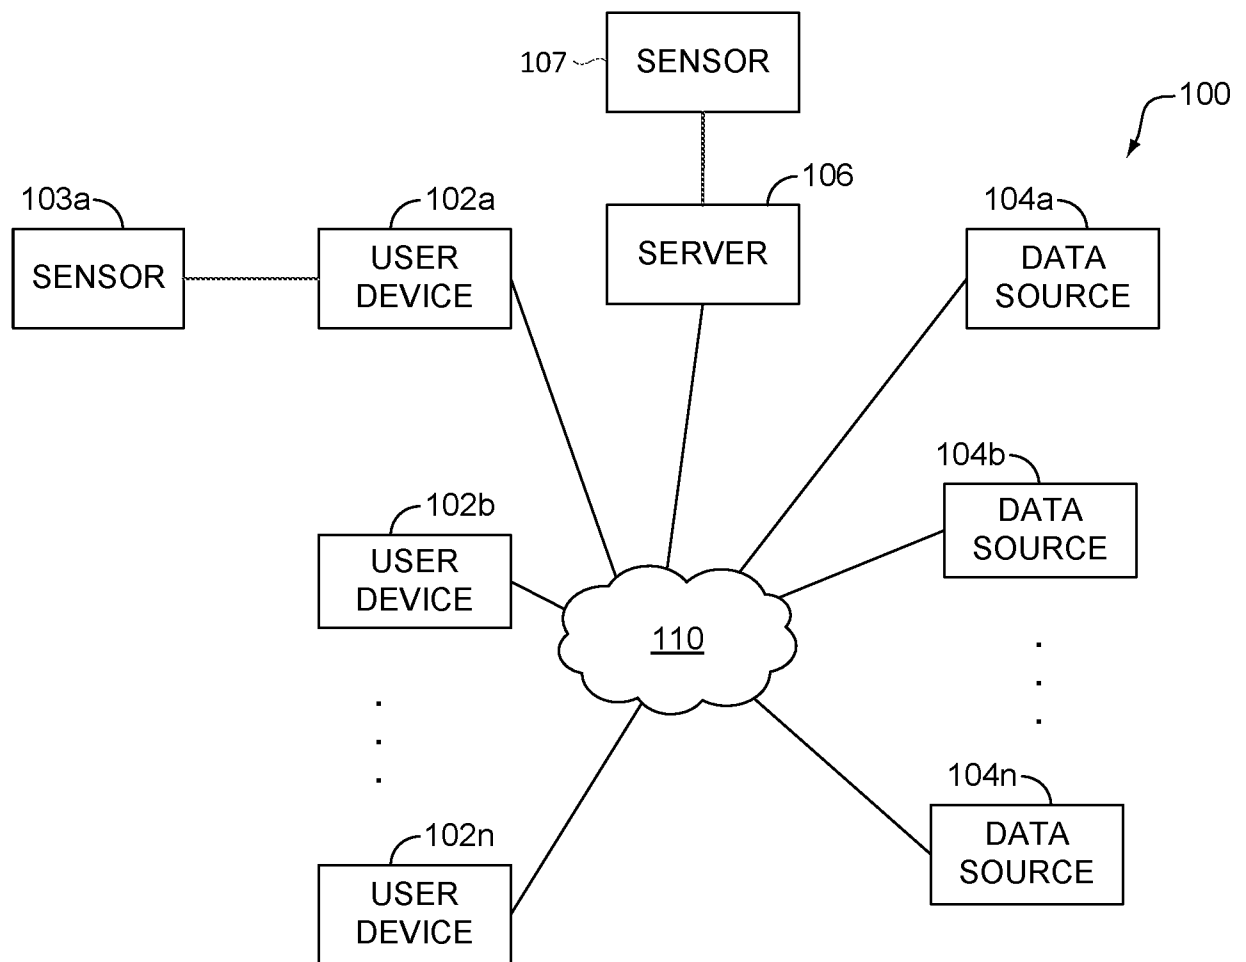 107
SENSOR
100
103a
SENSOR
102a
USER
DEVICE
106
SERVER
104a
DATA
SOURCE
102b
USER
DEVICE
104b
DATA
SOURCE
110
102n
USER
DEVICE
104n
DATA
SOURCE